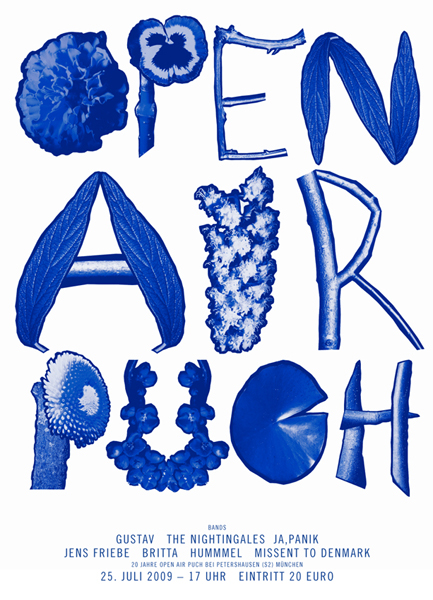 OPEN
AIR
PUCH
BANDS
GUSTAV THE NIGHTINGALES JA,PANIK
JENS FRIEBE BRITTA HUMMMEL MISSENT TO DENMARK
20 JAHRE OPEN AIR PUCH BEI PETERSHAUSEN (S2) MÜNCHEN
25. JULI 2009 – 17 UHR EINTRITT 20 EURO